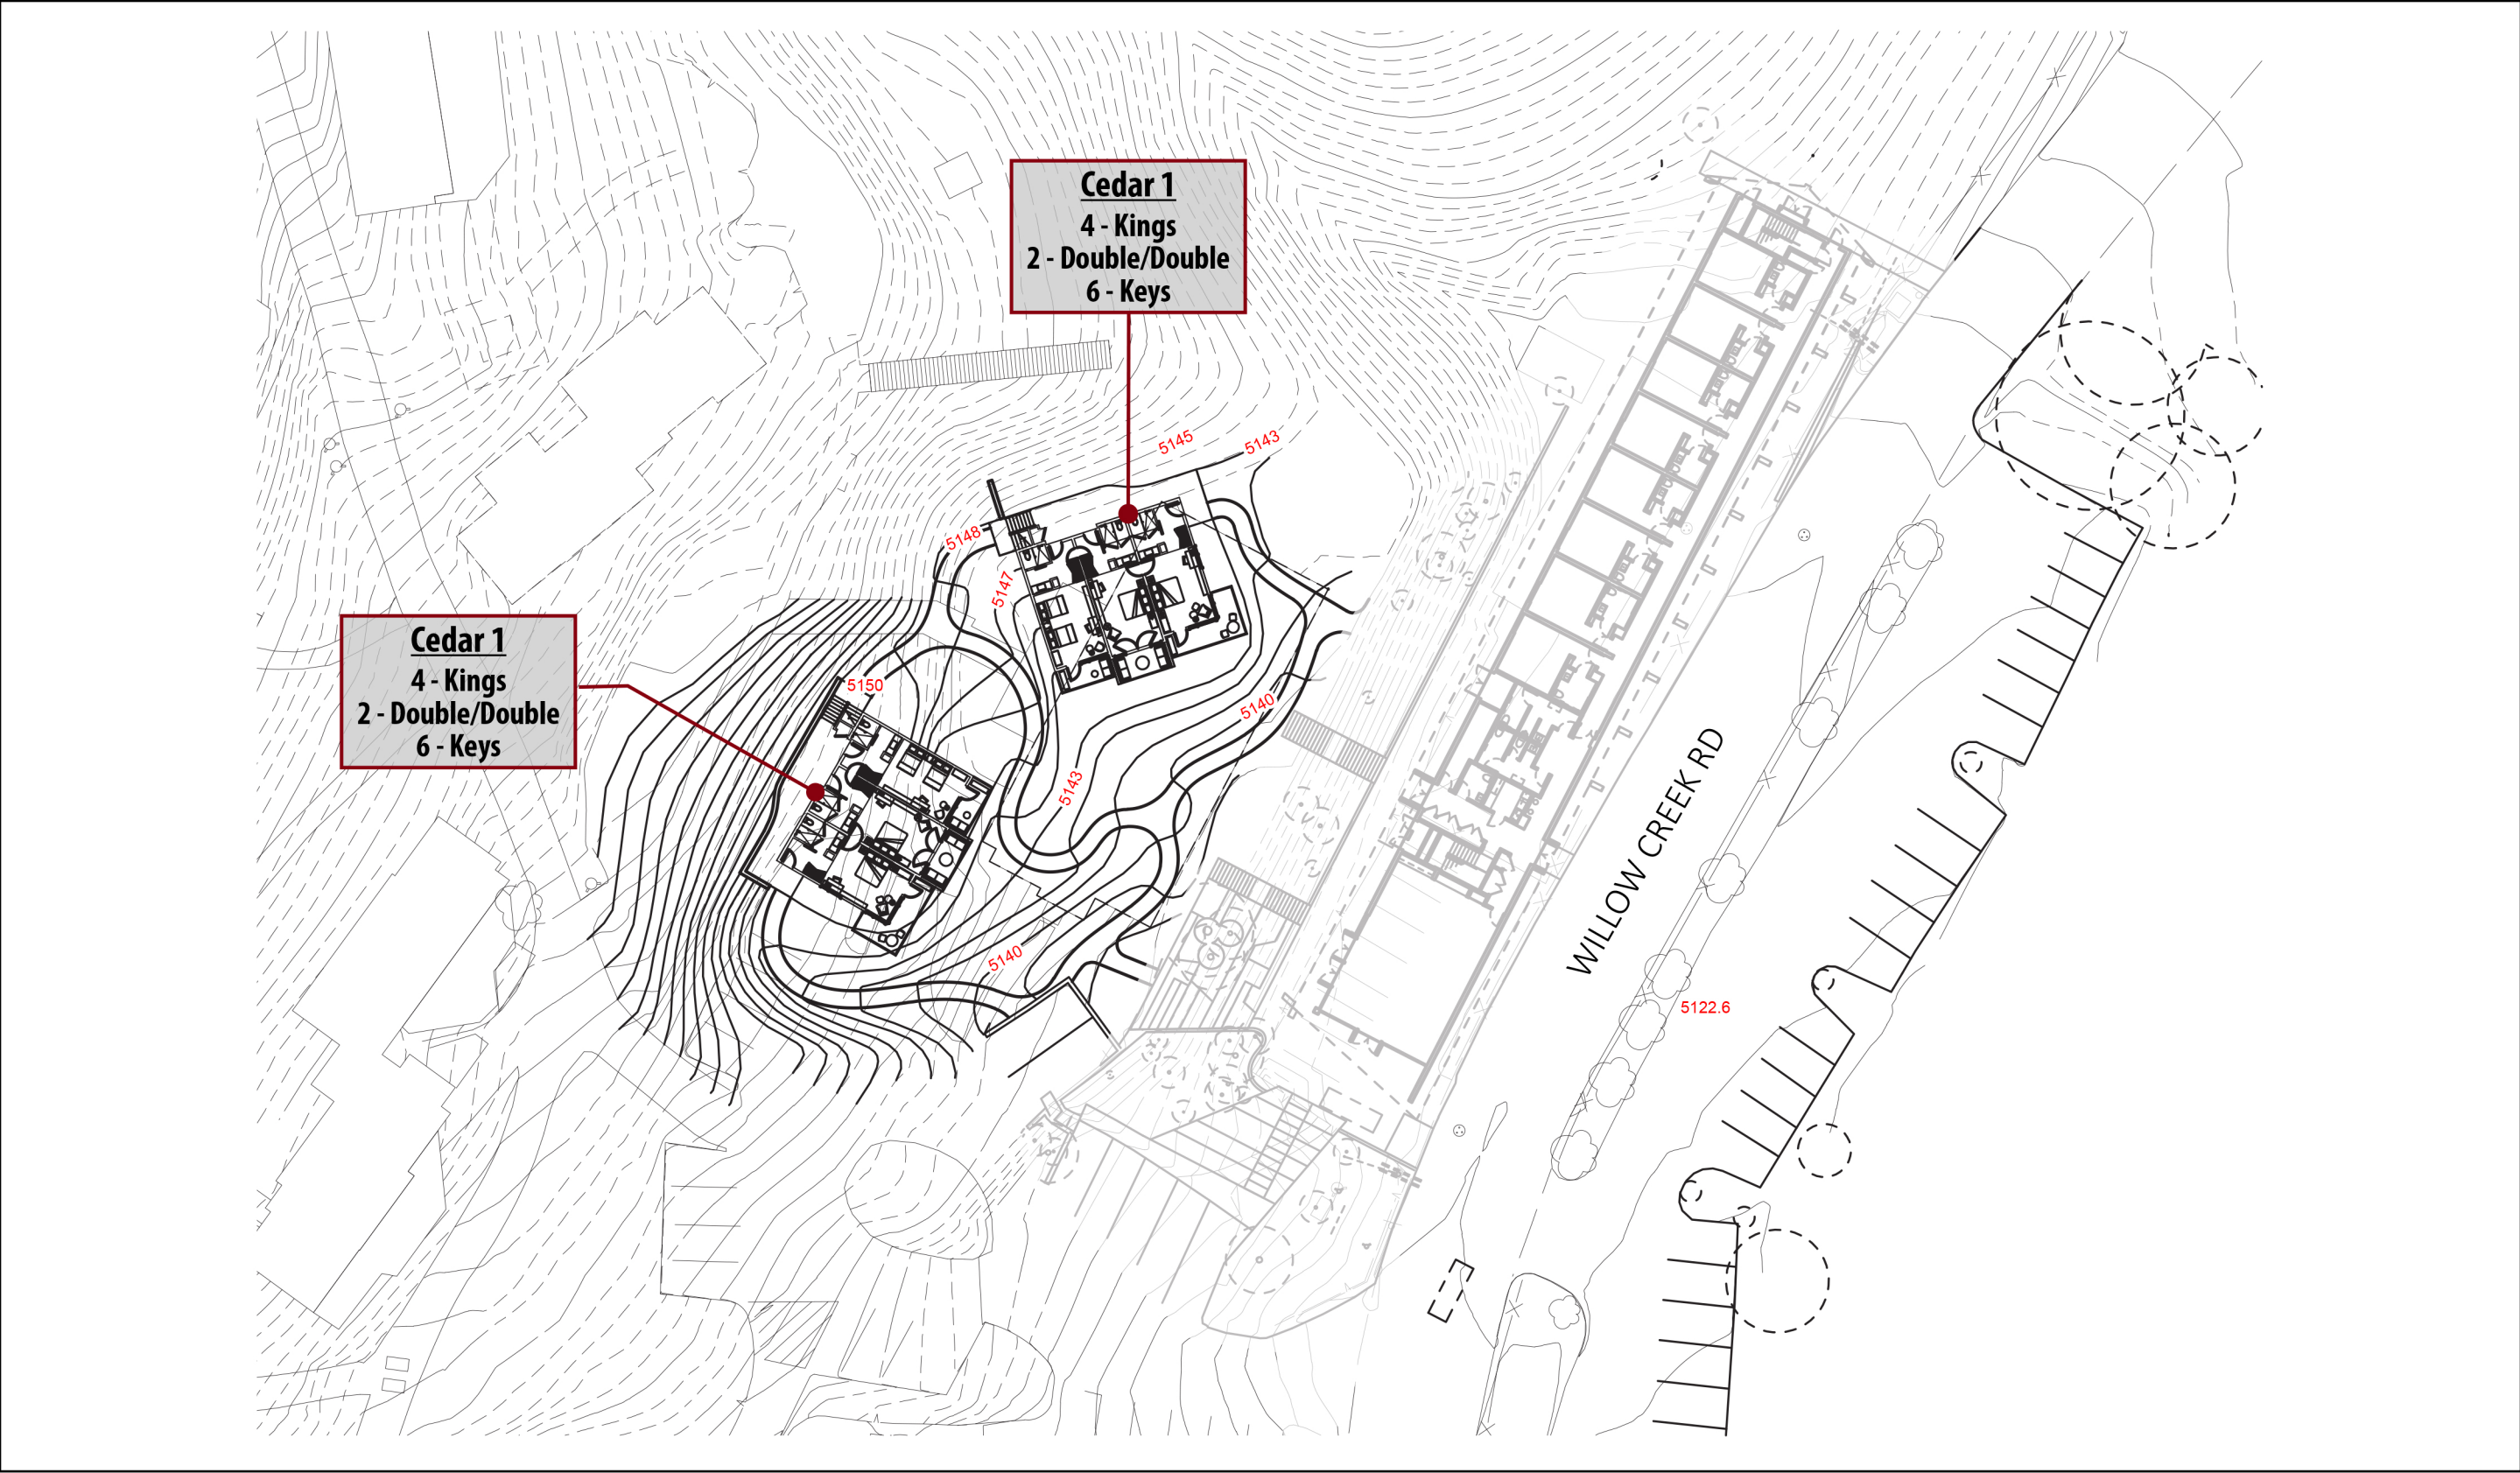 Cedar 1
4 - Kings
2 - Double/Double
6 - Keys
5145
5143
5148
5147
Cedar 1
4 - Kings
2 - Double/Double
6 - Keys
5150
5140
5143
WILLOW CREEK RD
5140
5122.6